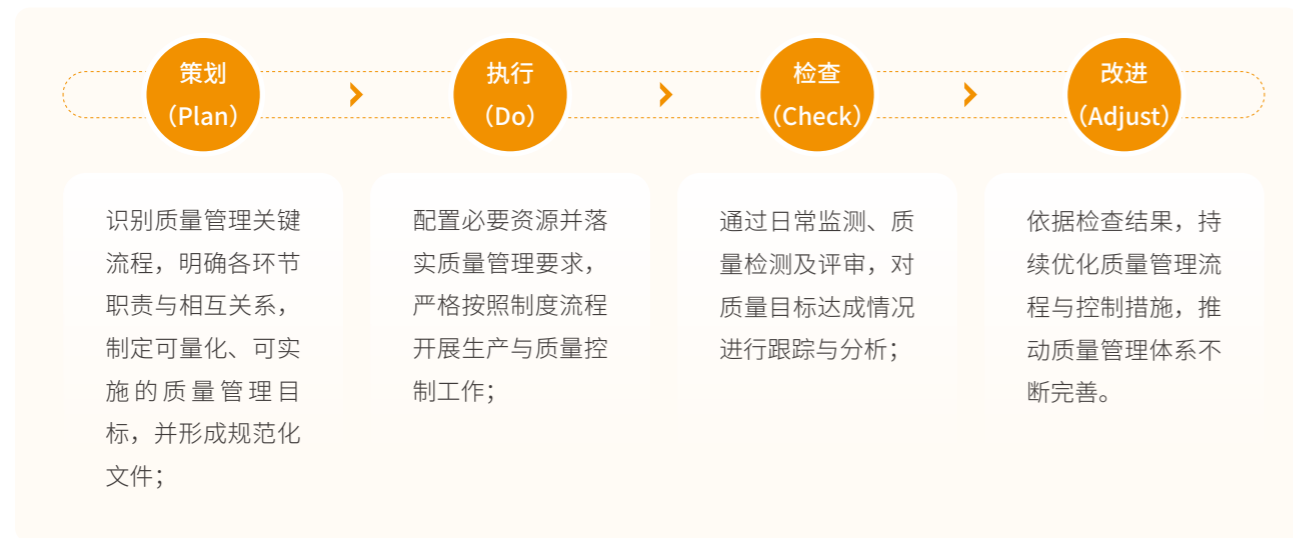 策划
（Plan）
执行
（Do）
检查
（Check）
改进
（Adjust）
识别质量管理关键
流程，明确各环节
职责与相互关系，
制定可量化、可实
施的质量管理目
标，并形成规范化
文件；
配置必要资源并落
实质量管理要求，
严格按照制度流程
开展生产与质量控
制工作；
通过日常监测、质
量检测及评审，对
质量目标达成情况
进行跟踪与分析；
依据检查结果，持
续优化质量管理流
程与控制措施，推
动质量管理体系不
断完善。